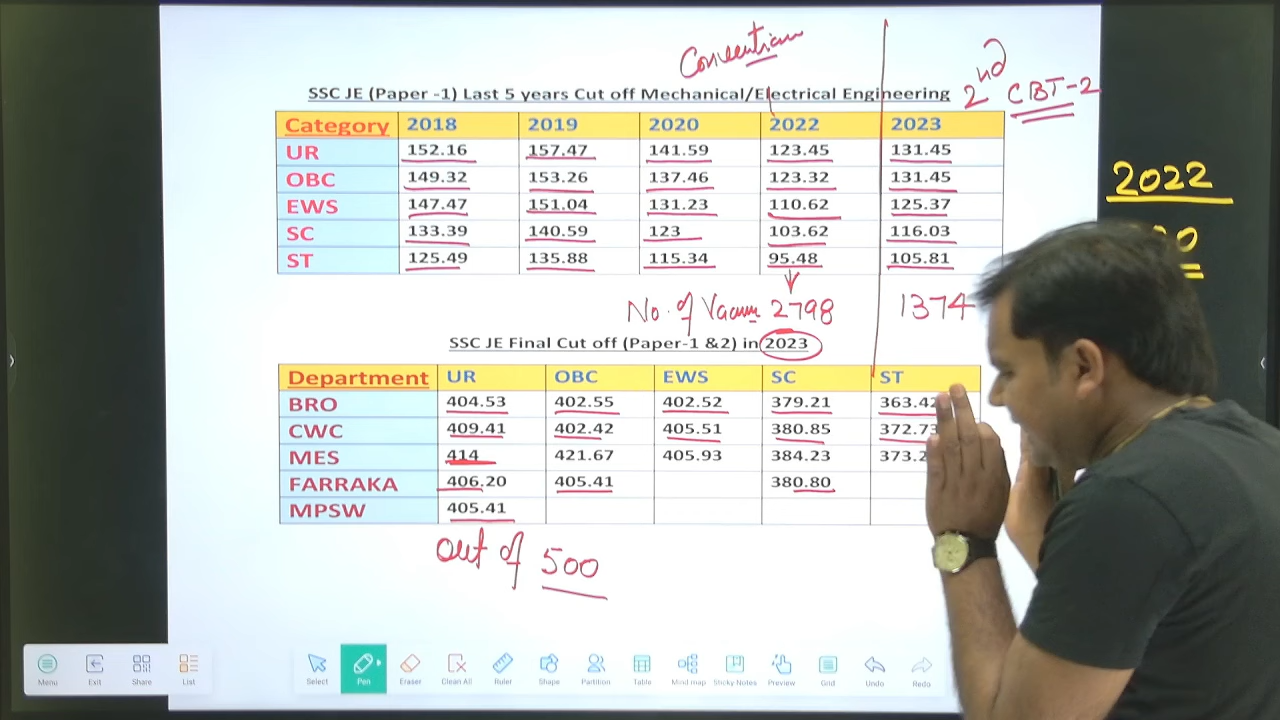 Convention
2nd CBT-2
SSC JE (Paper -1) Last 5 years Cut off Mechanical/Electrical Engineering
Category 2018 2019 2020 2022 2023
UR 152.16 157.47 141.59 123.45 131.45
OBC 149.32 153.26 137.46 123.32 131.45
EWS 147.47 151.04 131.23 110.62 125.37
SC 133.39 140.59 123 103.62 116.03
ST 125.49 135.88 115.34 95.48 105.81
2022
No. of 2798 1374
SSC JE Final Cut off (Paper-1 &2) in 2023
Department UR OBC EWS SC ST
BRO 404.53 402.55 402.52 379.21 363.42
CWC 409.41 402.42 405.51 380.85 372.73
MES 414 421.67 405.93 384.23 373.2
FARRAKA 406.20 405.41 380.80
MPSW 405.41
out of 500
Menu Exit Share List Select Pen Eraser Clean All Ruler Shape Partition Table Mind map Sticky Notes Preview Grid Undo Redo